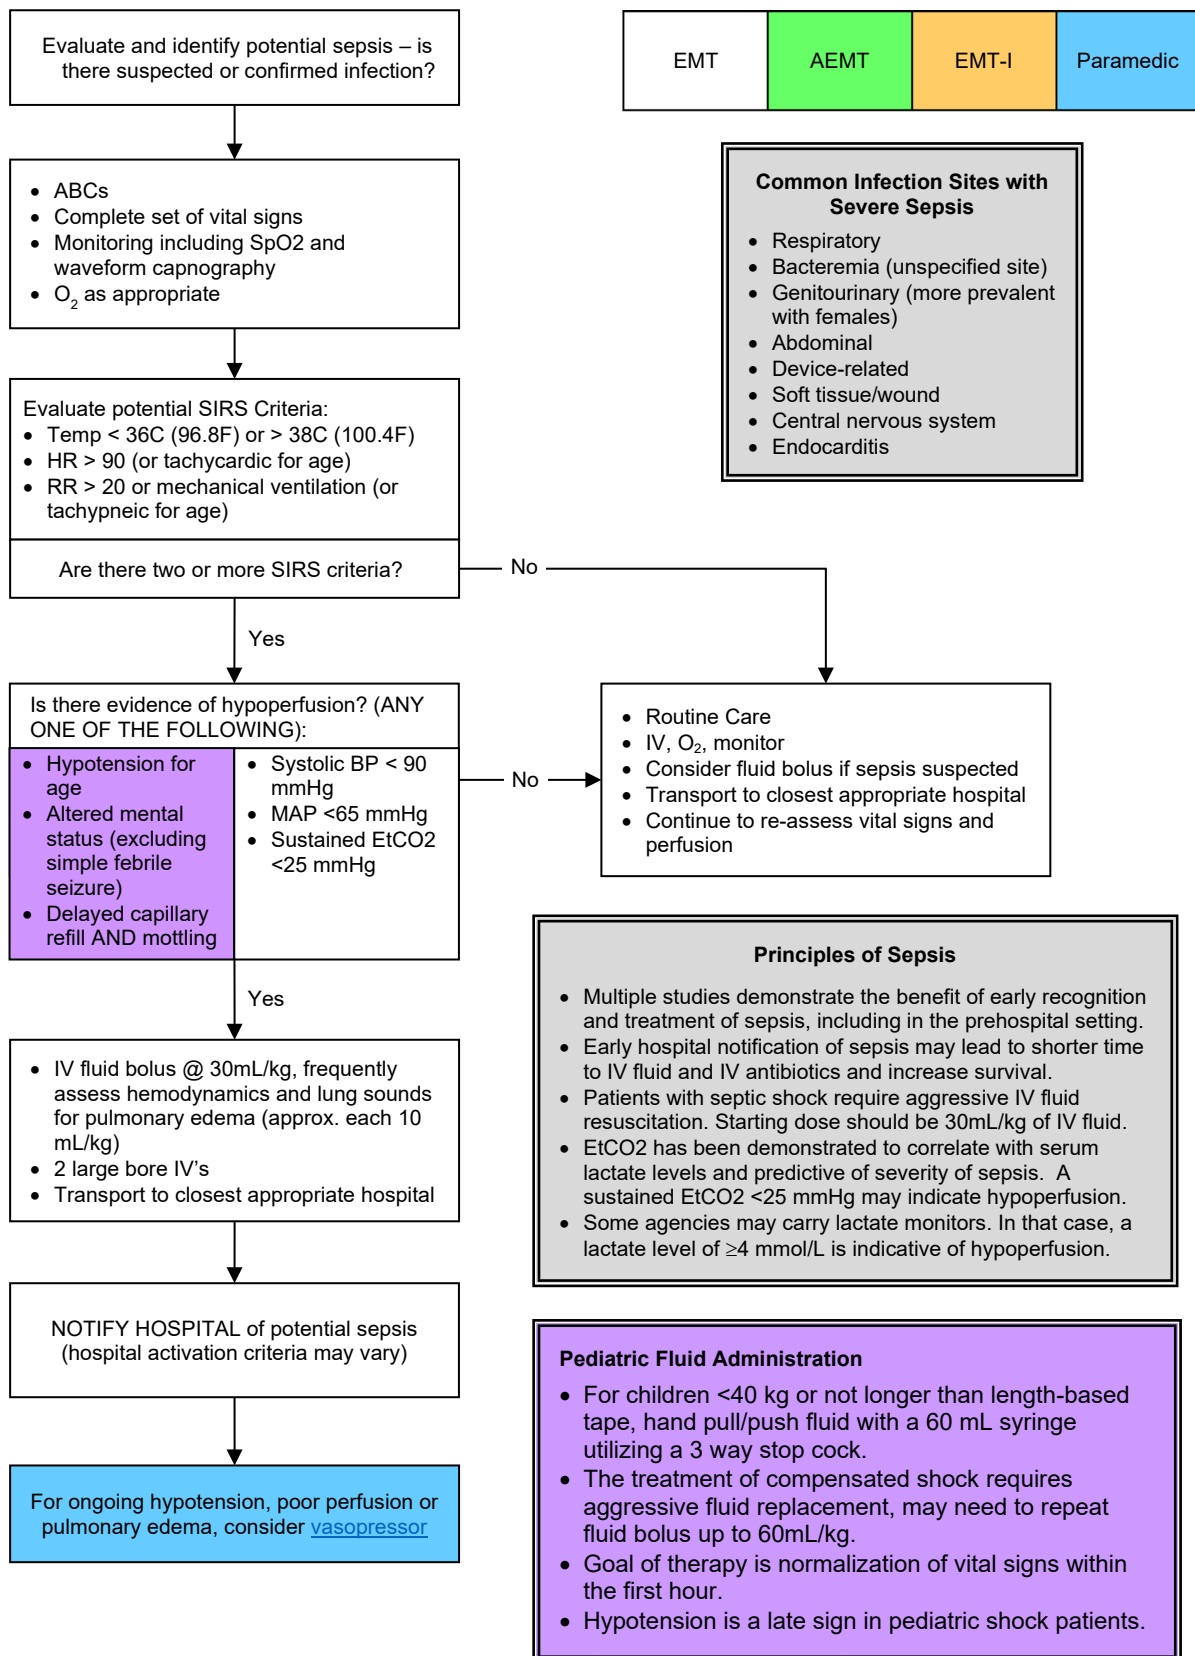 Evaluate and identify potential sepsis – is
there suspected or confirmed infection?
EMT
AEMT
EMT-I
Paramedic
• ABCs
• Complete set of vital signs
• Monitoring including SpO2 and
waveform capnography
• O2 as appropriate
Common Infection Sites with
Severe Sepsis
• Respiratory
• Bacteremia (unspecified site)
• Genitourinary (more prevalent
with females)
• Abdominal
• Device-related
• Soft tissue/wound
• Central nervous system
• Endocarditis
Evaluate potential SIRS Criteria:
• Temp < 36C (96.8F) or > 38C (100.4F)
• HR > 90 (or tachycardic for age)
• RR > 20 or mechanical ventilation (or
tachypneic for age)
Are there two or more SIRS criteria?
No
Yes
Is there evidence of hypoperfusion? (ANY
ONE OF THE FOLLOWING):
• Hypotension for
age
• Altered mental
status (excluding
simple febrile
seizure)
• Delayed capillary
refill AND mottling
• Systolic BP < 90
mmHg
• MAP <65 mmHg
• Sustained EtCO2
<25 mmHg
No
• Routine Care
• IV, O2, monitor
• Consider fluid bolus if sepsis suspected
• Transport to closest appropriate hospital
• Continue to re-assess vital signs and
perfusion
Yes
• IV fluid bolus @ 30mL/kg, frequently
assess hemodynamics and lung sounds
for pulmonary edema (approx. each 10
mL/kg)
• 2 large bore IV's
• Transport to closest appropriate hospital
Principles of Sepsis
• Multiple studies demonstrate the benefit of early recognition
and treatment of sepsis, including in the prehospital setting.
• Early hospital notification of sepsis may lead to shorter time
to IV fluid and IV antibiotics and increase survival.
• Patients with septic shock require aggressive IV fluid
resuscitation. Starting dose should be 30mL/kg of IV fluid.
• EtCO2 has been demonstrated to correlate with serum
lactate levels and predictive of severity of sepsis. A
sustained EtCO2 <25 mmHg may indicate hypoperfusion.
• Some agencies may carry lactate monitors. In that case, a
lactate level of ≥4 mmol/L is indicative of hypoperfusion.
NOTIFY HOSPITAL of potential sepsis
(hospital activation criteria may vary)
For ongoing hypotension, poor perfusion or
pulmonary edema, consider vasopressor
Pediatric Fluid Administration
• For children <40 kg or not longer than length-based
tape, hand pull/push fluid with a 60 mL syringe
utilizing a 3 way stop cock.
• The treatment of compensated shock requires
aggressive fluid replacement, may need to repeat
fluid bolus up to 60mL/kg.
• Goal of therapy is normalization of vital signs within
the first hour.
• Hypotension is a late sign in pediatric shock patients.